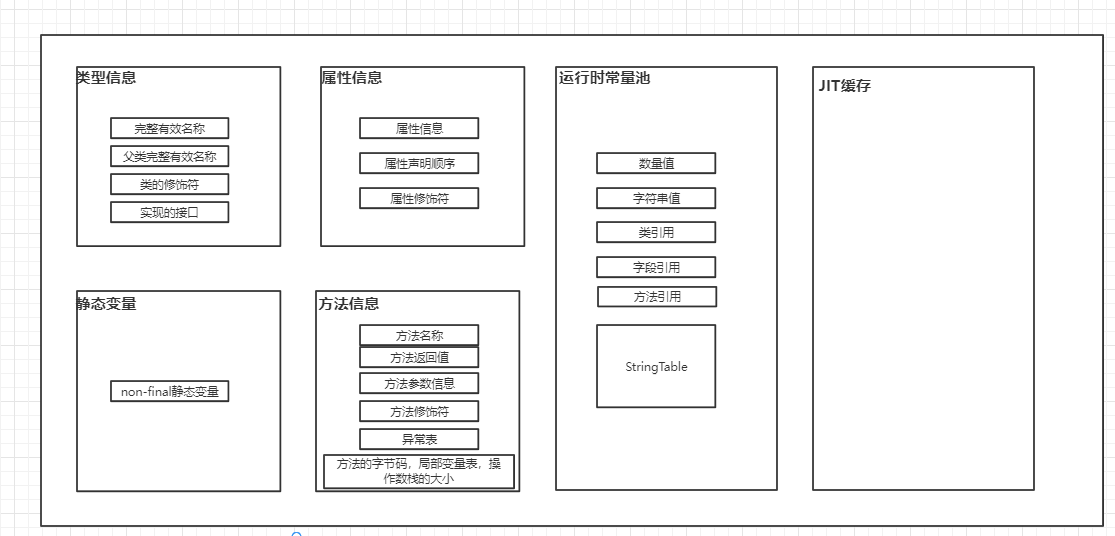 类型信息
完整有效名称
父类完整有效名称
类的修饰符
实现的接口
属性信息
属性信息
属性声明顺序
属性修饰符
运行时常量池
数量值
字符串值
类引用
字段引用
方法引用
StringTable
JIT缓存
静态变量
non-final静态变量
方法信息
方法名称
方法返回值
方法参数信息
方法修饰符
异常表
方法的字节码，局部变量表，操
作数栈的大小